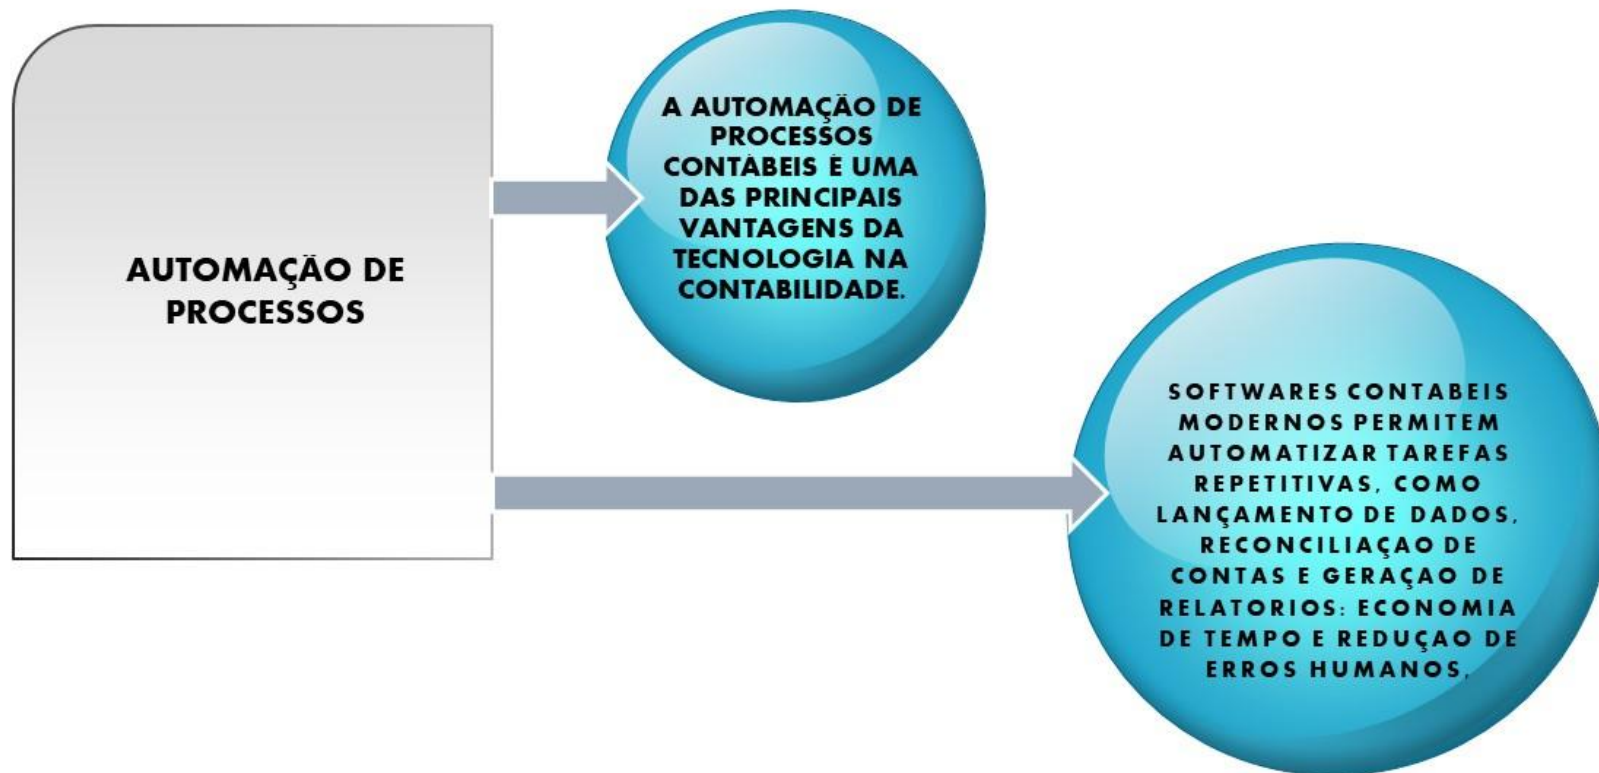 AUTOMAÇÃO DE
PROCESSOS
A AUTOMAÇÃO DE
PROCESSOS
CONTÁBEIS É UMA
DAS PRINCIPAIS
VANTAGENS DA
TECNOLOGIA NA
CONTABILIDADE.
SOFTWARES CONTABEIS
MODERNOS PERMITEM
AUTOMATIZAR TAREFAS
REPETITIVAS, COMO
LANÇAMENTO DE DADOS,
RECONCILIAÇAO DE
CONTAS E GERAÇAO DE
RELATORIOS: ECONOMIA
DE TEMPO E REDUÇAO DE
ERROS HUMANOS,